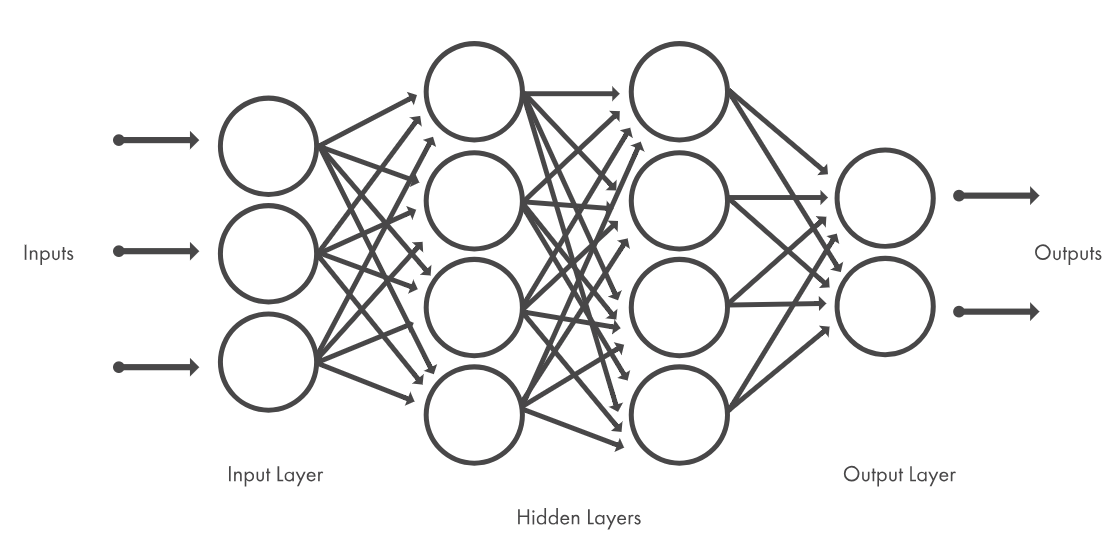 Inputs
Outputs
Input Layer
Output Layer
Hidden Layers